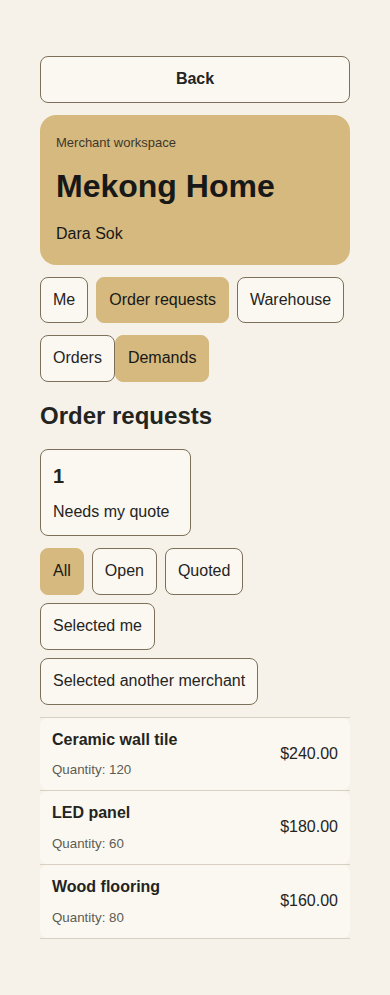 Back
Merchant workspace
Mekong Home
Dara Sok
Me Order requests Warehouse
Orders Demands
Order requests
1
Needs my quote
All Open Quoted
Selected me
Selected another merchant
Ceramic wall tile
Quantity: 120
$240.00
LED panel
Quantity: 60
$180.00
Wood flooring
Quantity: 80
$160.00